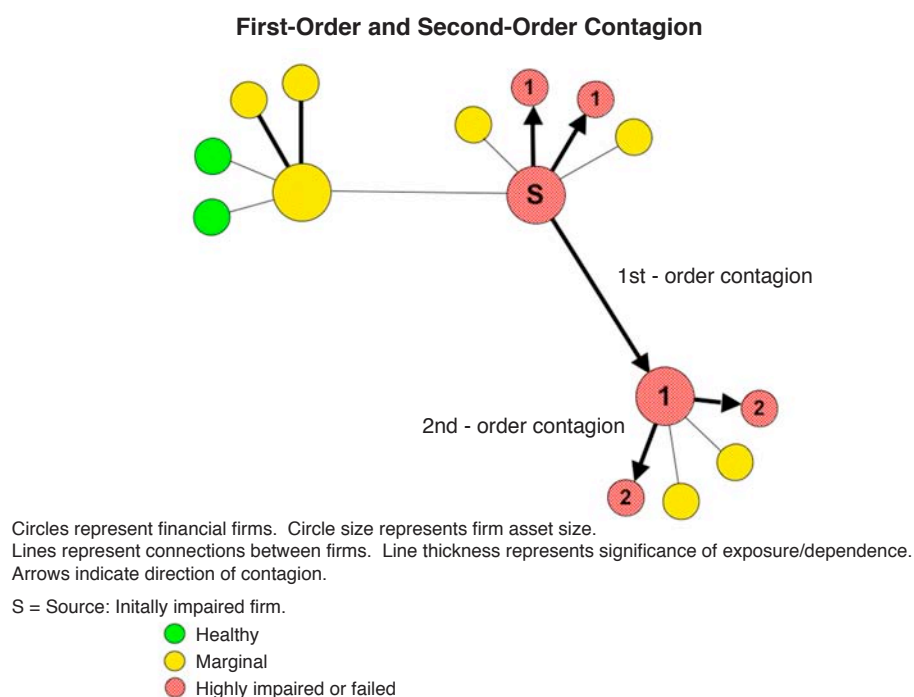 First-Order and Second-Order Contagion
1
1
S
1st - order contagion
1
2
2nd - order contagion
2
Circles represent financial firms.  Circle size represents firm asset size.
Lines represent connections between firms.  Line thickness represents significance of exposure/dependence.
Arrows indicate direction of contagion.
S = Source: Initally impaired firm.
Healthy
Marginal
Highly impaired or failed